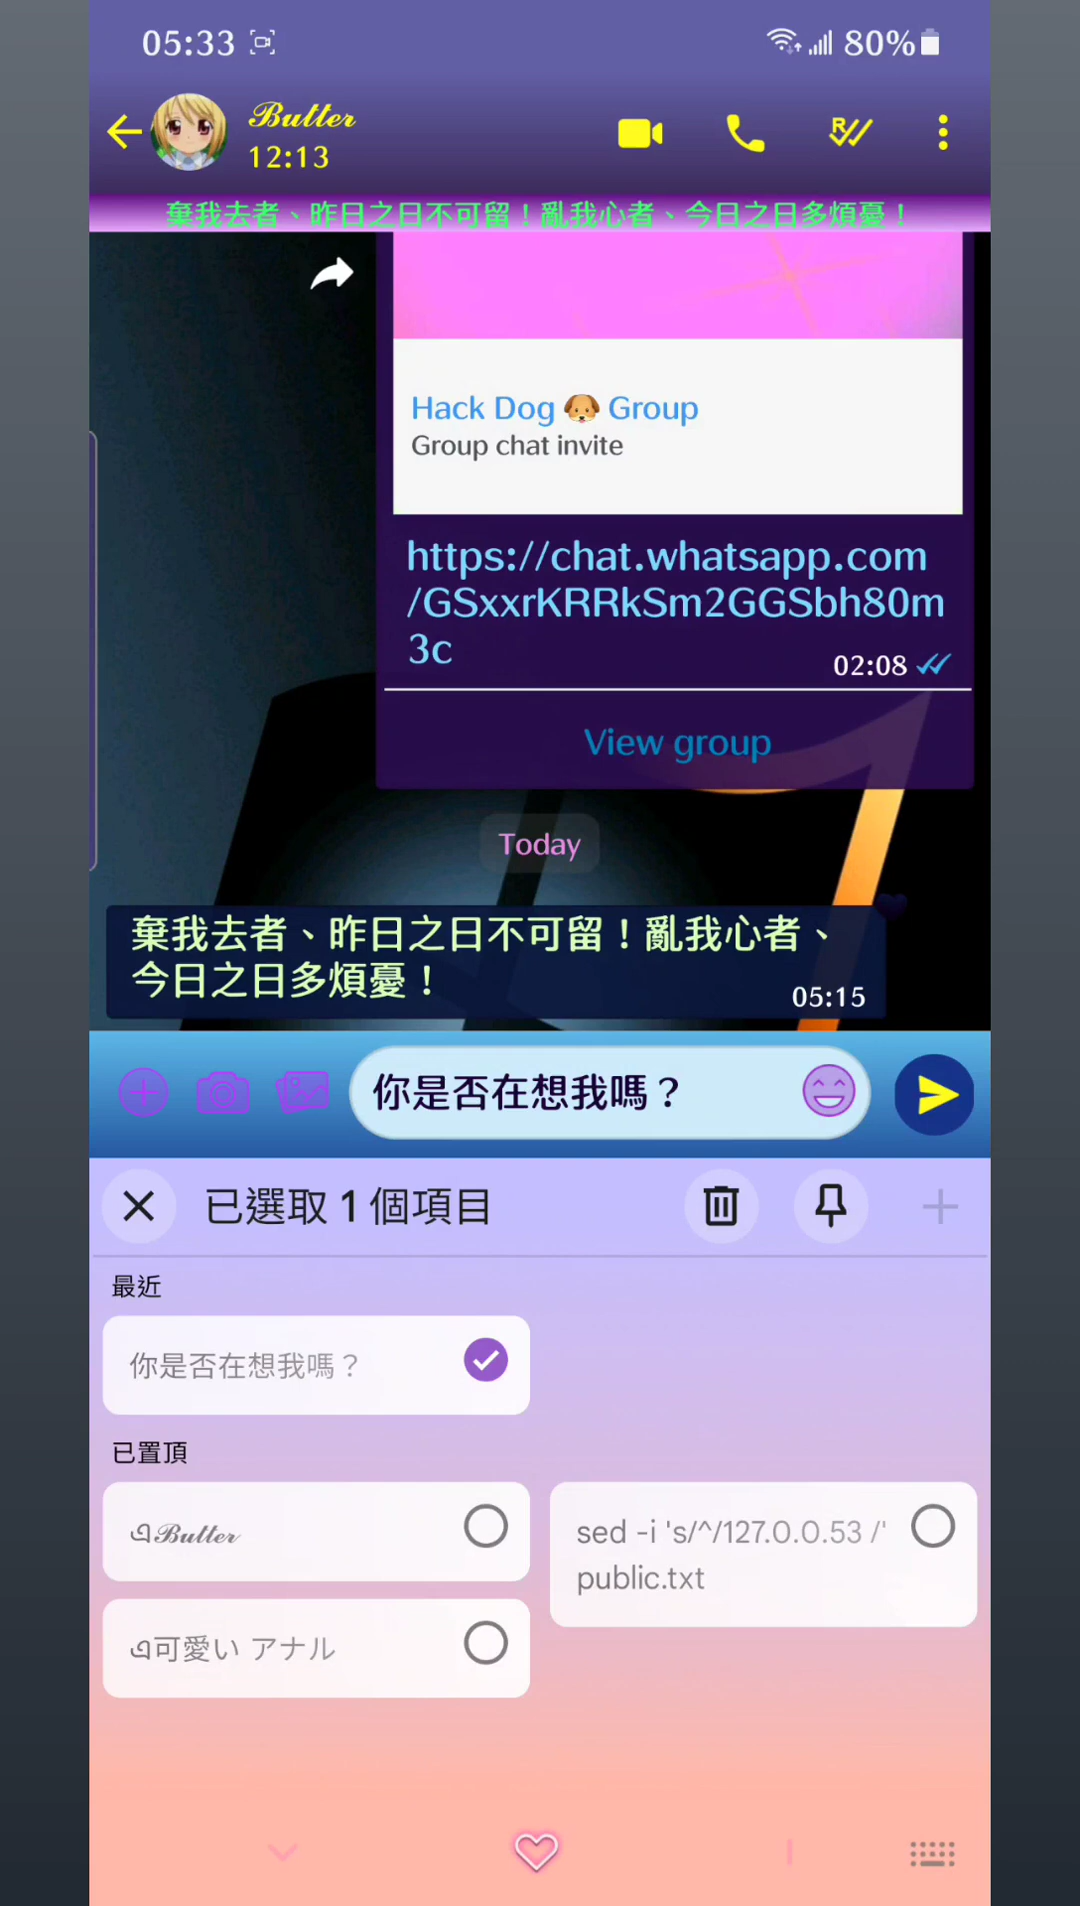 05:33
80%
Butter
12:13
棄我去者、昨日之日不可留！亂我心者、今日之日多煩憂！
Hack Dog 🐶 Group
Group chat invite
https://chat.whatsapp.com
/GSxxrKRRkSm2GGSbh80m
3c
02:08
View group
Today
棄我去者、昨日之日不可留！亂我心者、
今日之日多煩憂！
05:15
你是否在想我嗎？
已選取 1 個項目
最近
你是否在想我嗎？
已置頂
ঞ𝓑𝓾𝓽𝓽𝓮𝓻
sed -i 's/^/127.0.0.53 /'
public.txt
ঞ可愛い アナル